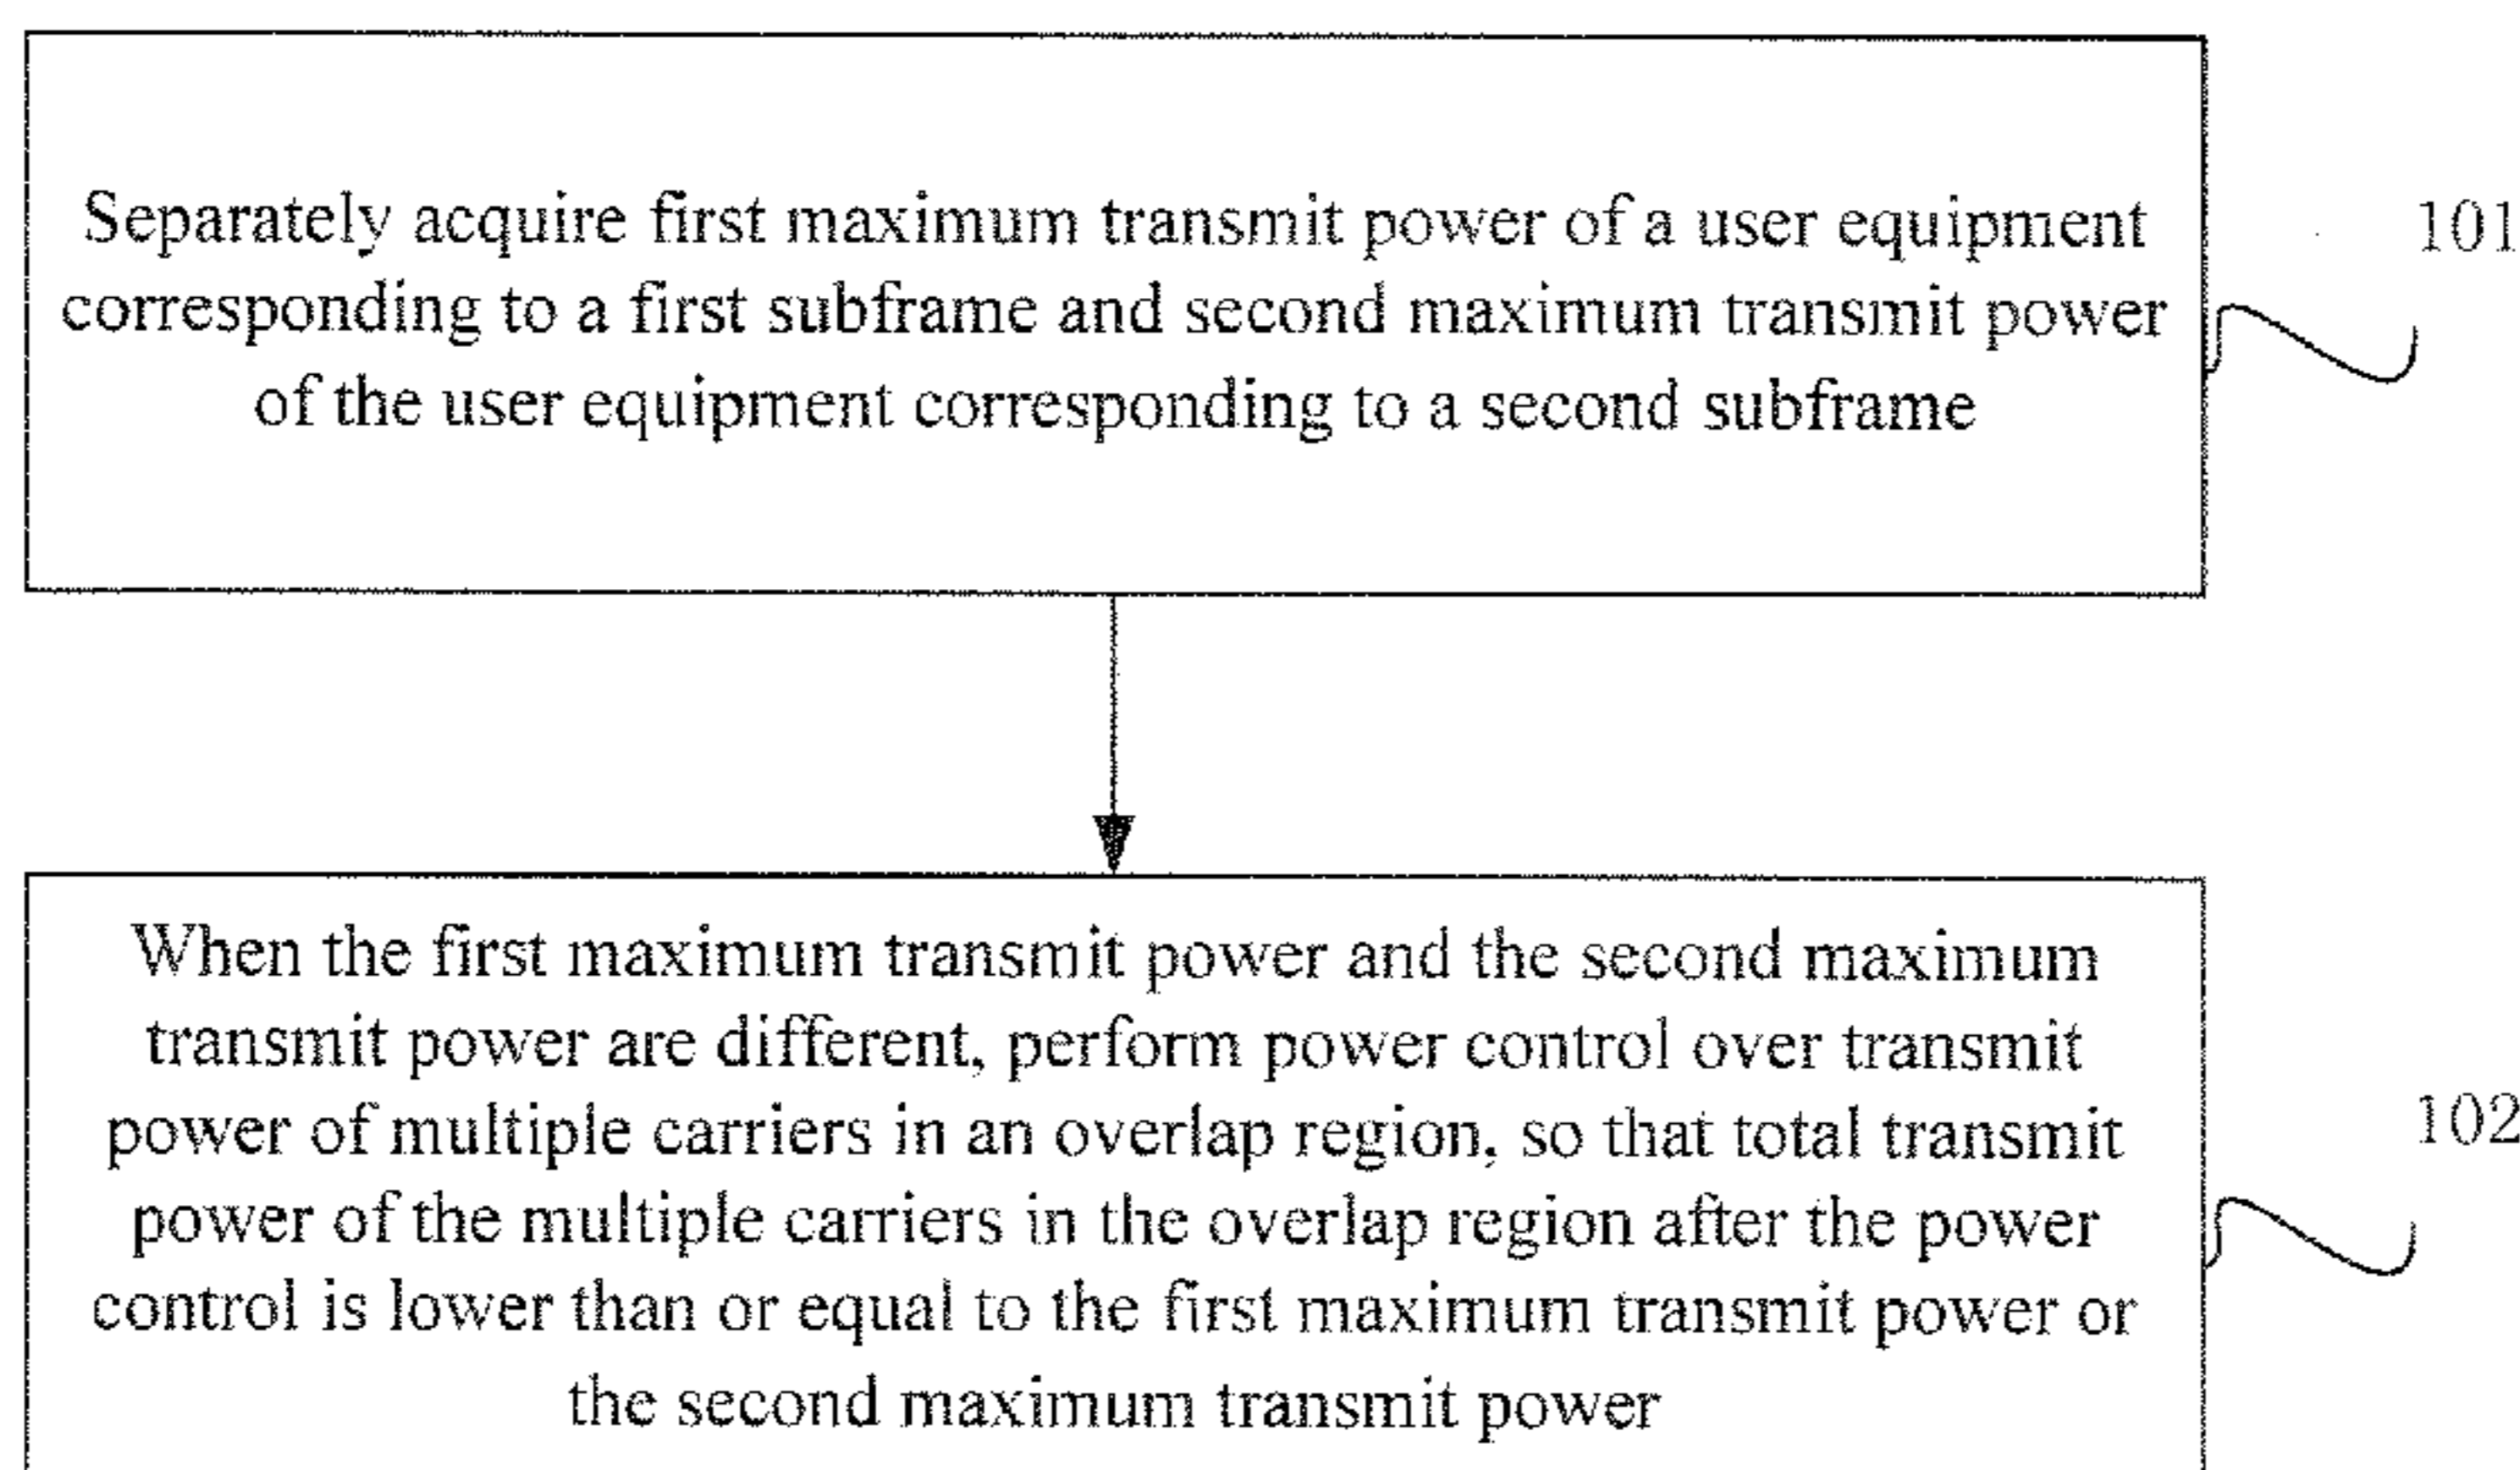 Separately acquire first maximum transmit power of a user equipment
corresponding to a first subframe and second maximum transmit power
of the user equipment corresponding to a second subframe
101
When the first maximum transmit power and the second maximum
transmit power are different, perform power control over transmit
power of multiple carriers in an overlap region, so that total transmit
power of the multiple carriers in the overlap region after the power
control is lower than or equal to the first maximum transmit power or
the second maximum transmit power
102